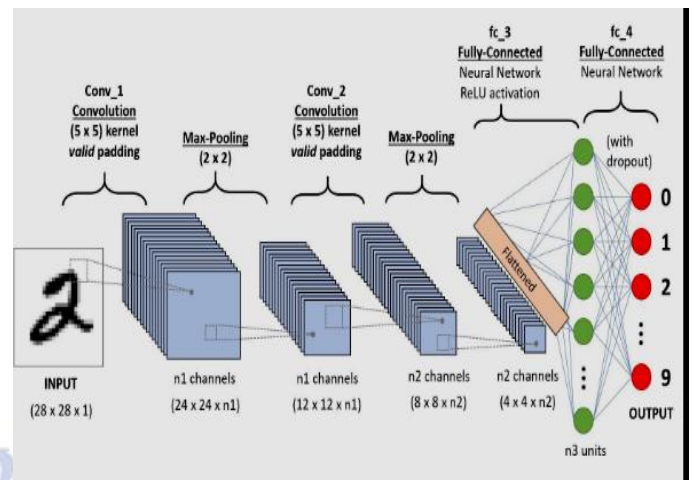 fc_3
Fully-Connected
Neural Network
ReLU activation
fc_4
Fully-Connected
Neural Network
Conv_1
Convolution
(5 x 5) kernel
valid padding
Max-Pooling
(2 x 2)
Conv_2
Convolution
(5 x 5) kernel
valid padding
Max-Pooling
(2 x 2)
(with
dropout)
Flattened
0
1
2
9
2
INPUT
(28 x 28 x 1)
n1 channels
(24 x 24 x n1)
n1 channels
(12 x 12 x n1)
n2 channels
(8 x 8 x n2)
n2 channels
(4 x 4 x n2)
OUTPUT
n3 units